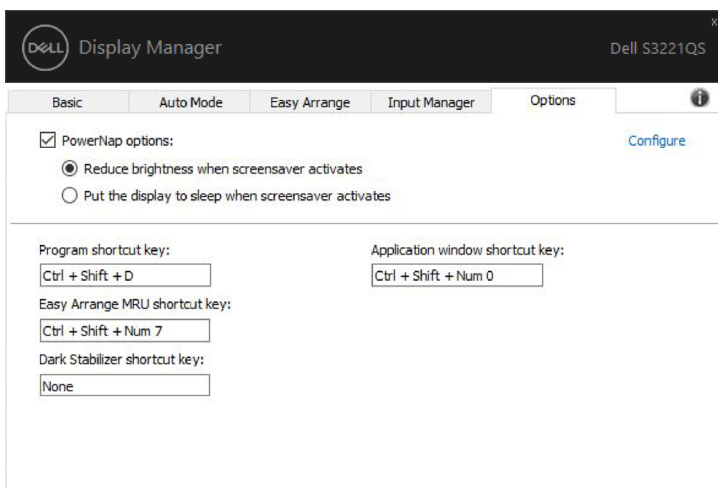 DELL Display Manager
Dell S3221QS
Basic Auto Mode Easy Arrange Input Manager Options
PowerNap options:
Configure
Reduce brightness when screensaver activates
Put the display to sleep when screensaver activates
Program shortcut key:
Application window shortcut key:
Ctrl + Shift + D
Ctrl + Shift + Num 0
Easy Arrange MRU shortcut key:
Ctrl + Shift + Num 7
Dark Stabilizer shortcut key:
None